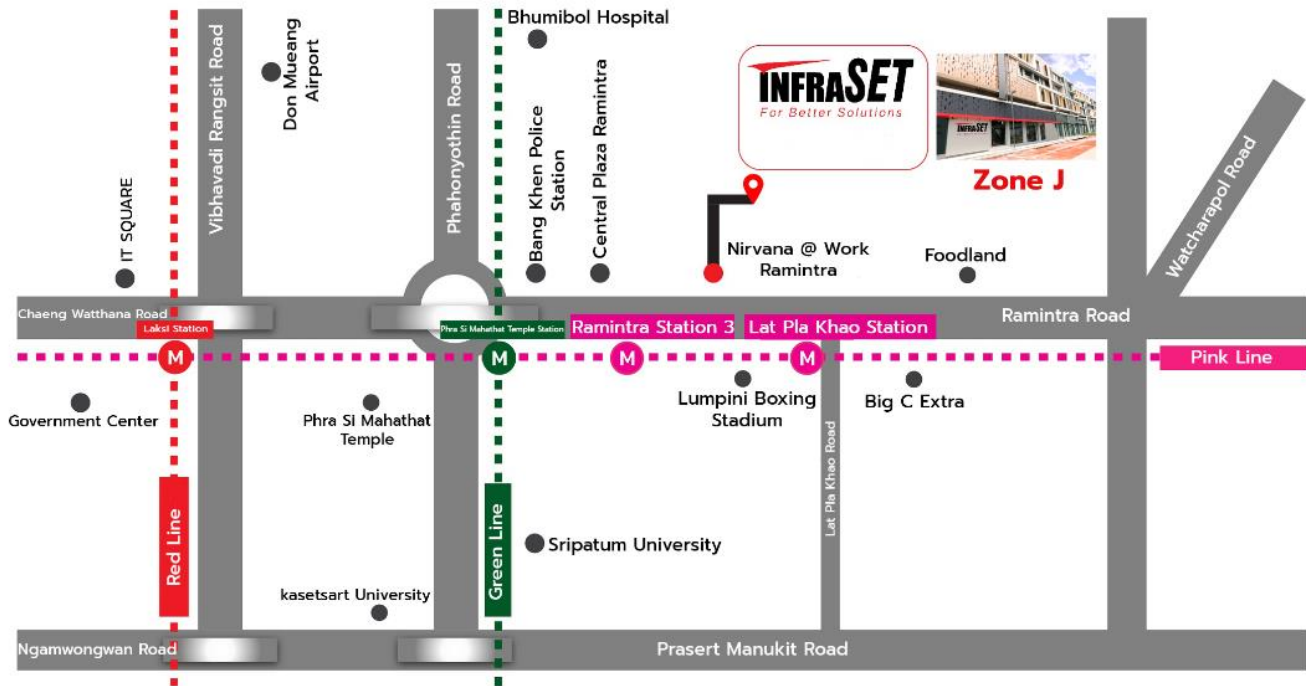 Bhumibol Hospital
Vibhavadi Rangsit Road
Don Mueang
Airport
Phahonyothin Road
Bang Khen Police
Station
Central Plaza Ramintra
INFRASET
For Better Solutions
INFRASET
Zone J
Watcharapol Road
IT SQUARE
Nirvana @ Work
Ramintra
Foodland
Chaeng Watthana Road
Ramintra Road
Laksi Station
Phra Si Mahathat Temple Station
Ramintra Station 3
Lat Pla Khao Station
M
M
M
M
Pink Line
Government Center
Phra Si Mahathat
Temple
Lumpini Boxing
Stadium
Big C Extra
Lat Pla Khao Road
Red Line
Green Line
Sripatum University
kasetsart University
Ngamwongwan Road
Prasert Manukit Road